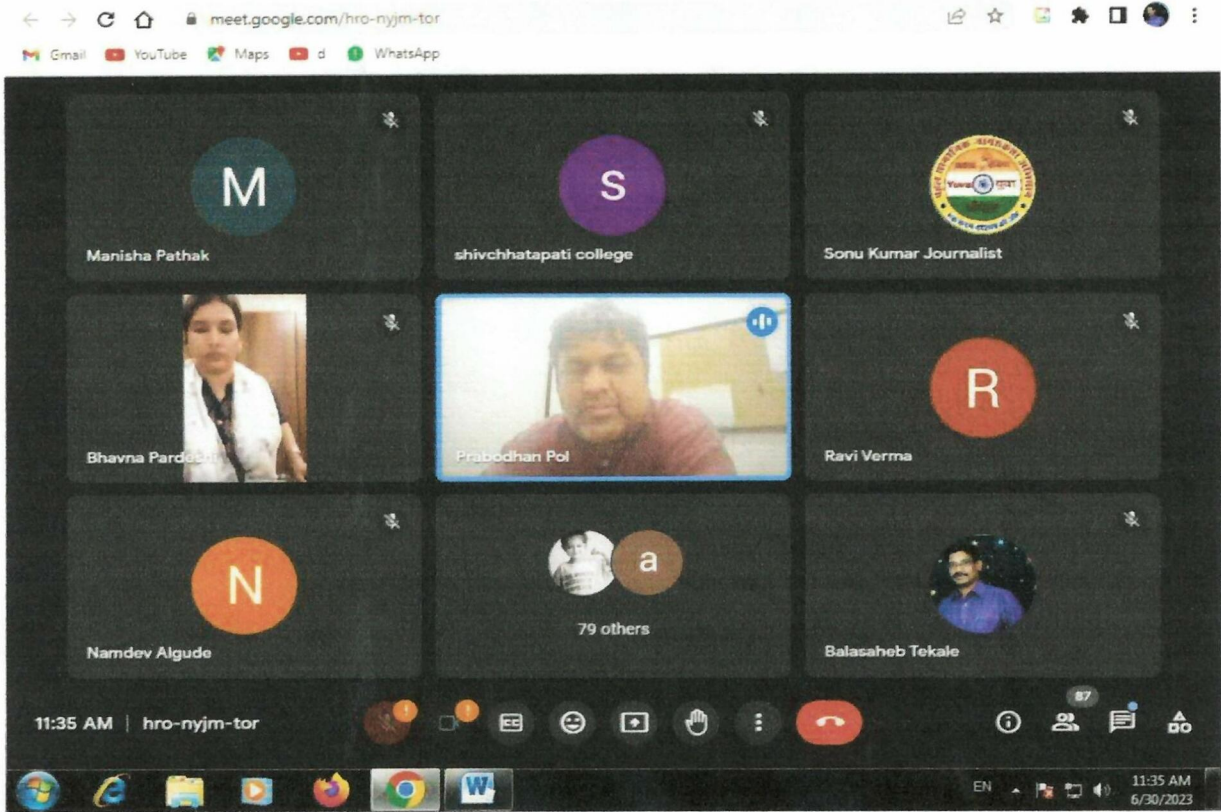 meet.google.com/hro-nyjm-tor
Gmail YouTube Maps d WhatsApp
M
Manisha Pathak
S
shivchhatapati college
Yuva युवा
Sonu Kumar Journalist
Bhavna Pardeshi
Prabodhan Pol
R
Ravi Verma
N
Namdev Algude
a
79 others
Balasaheb Tekale
87
11:35 AM | hro-nyjm-tor
CC
W
EN
11:35 AM
6/30/2023